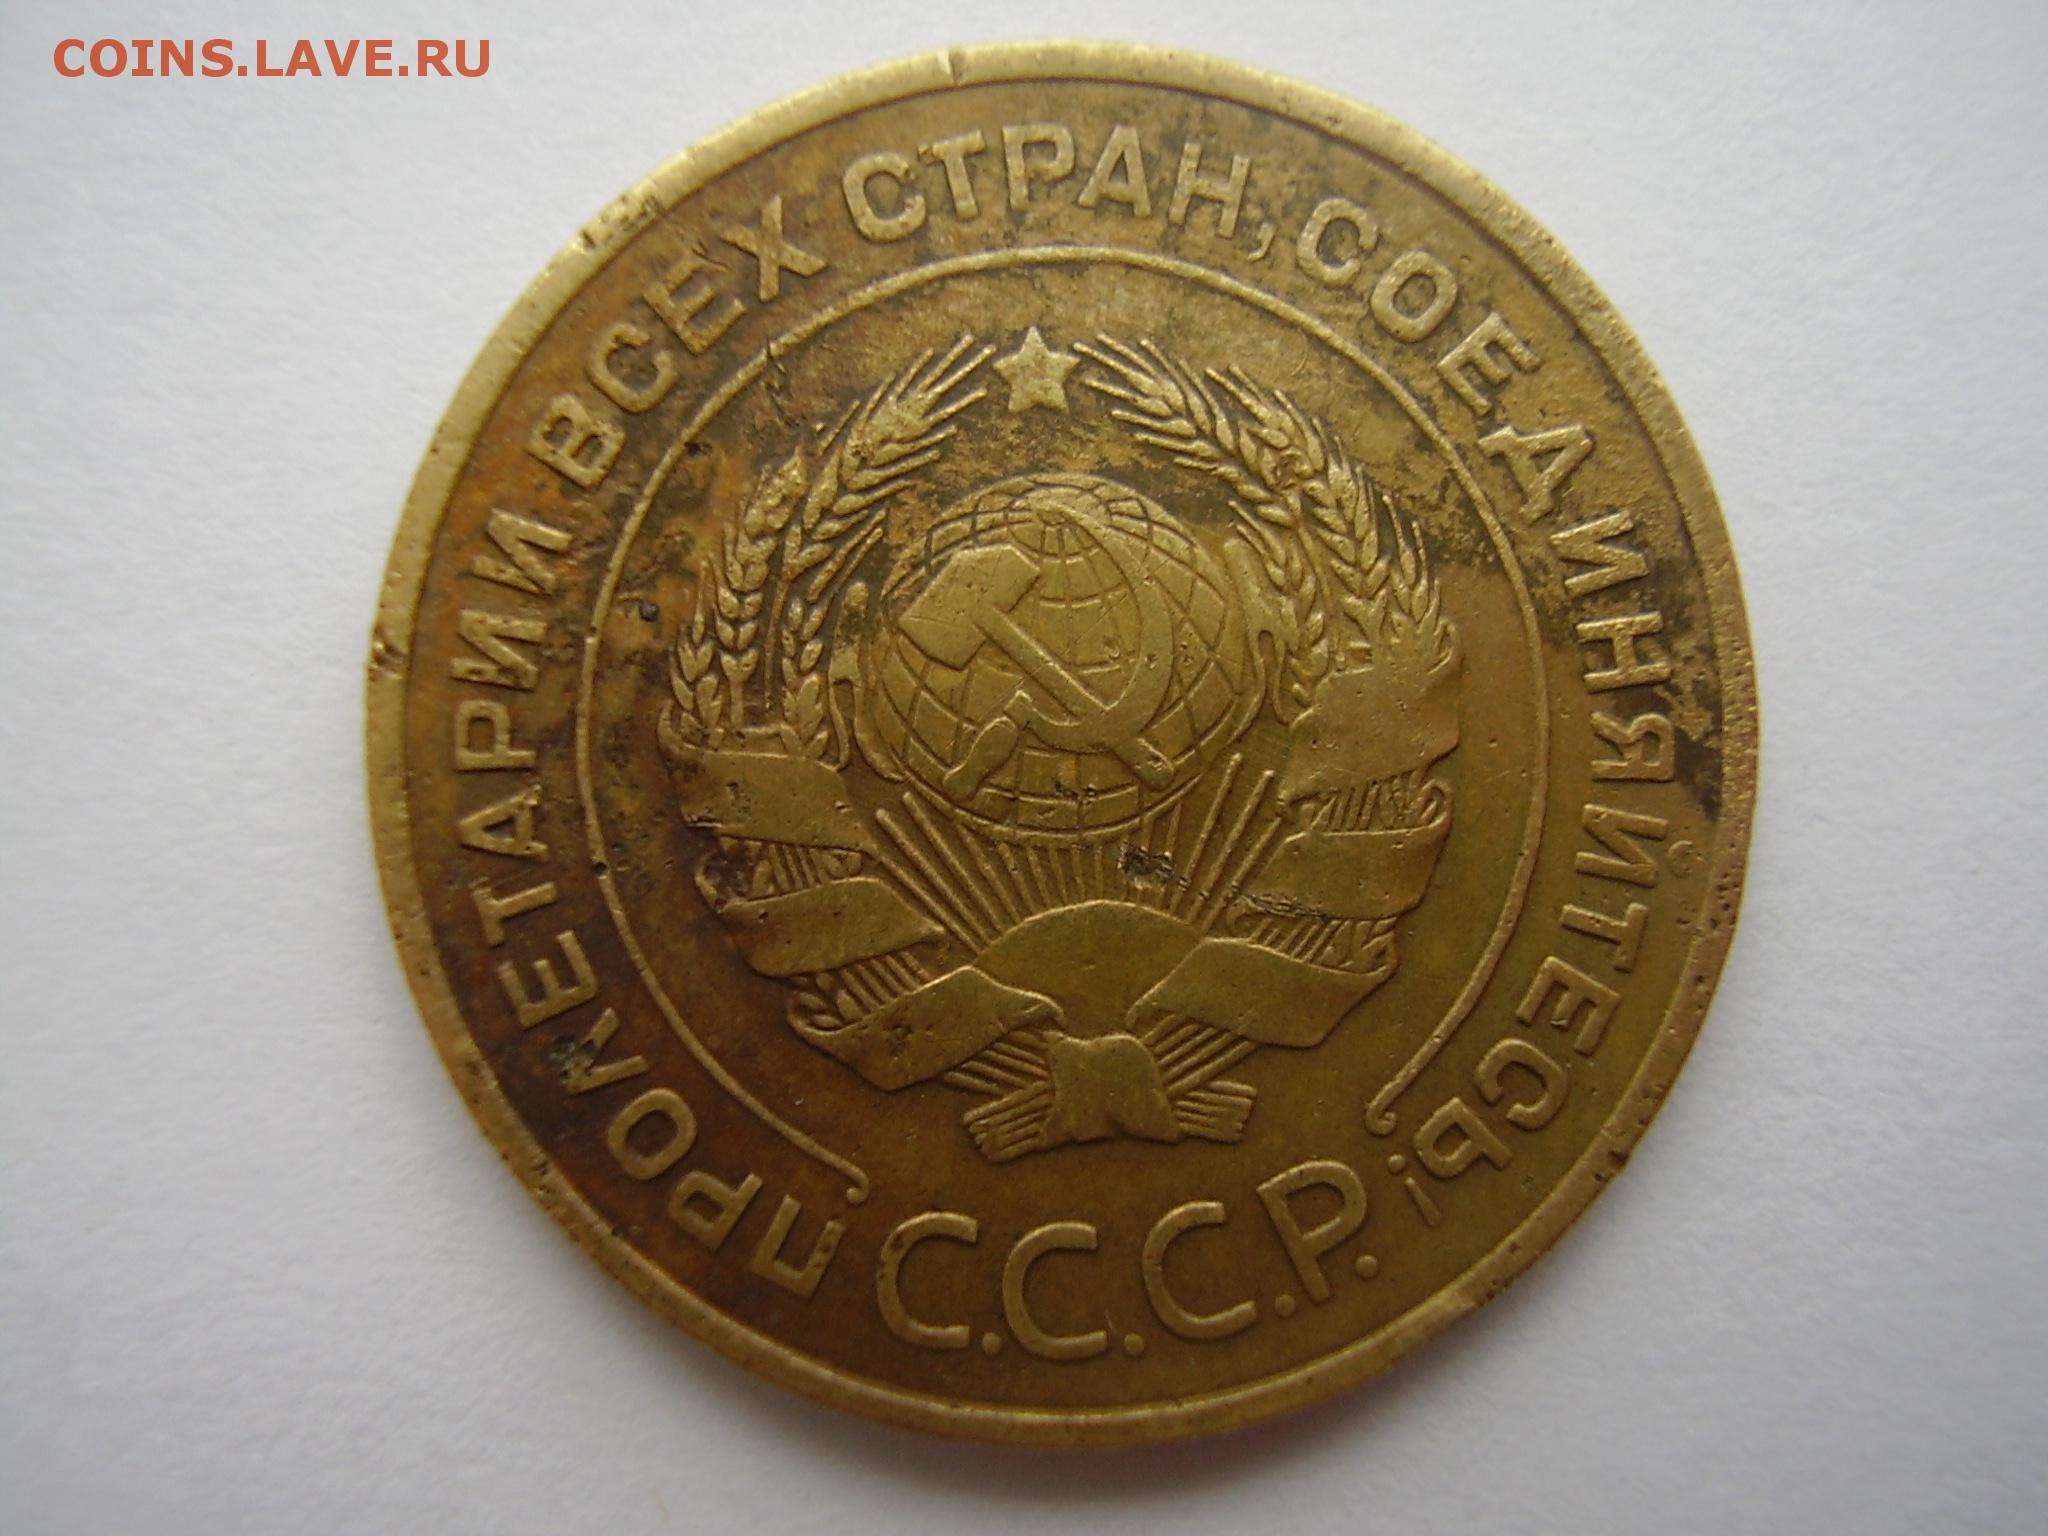 COINS.LAVE.RU
ПРОЛЕТАРИИ ВСЕХ СТРАН, СОЕДИНЯЙТЕСЬ!
С.С.С.Р.